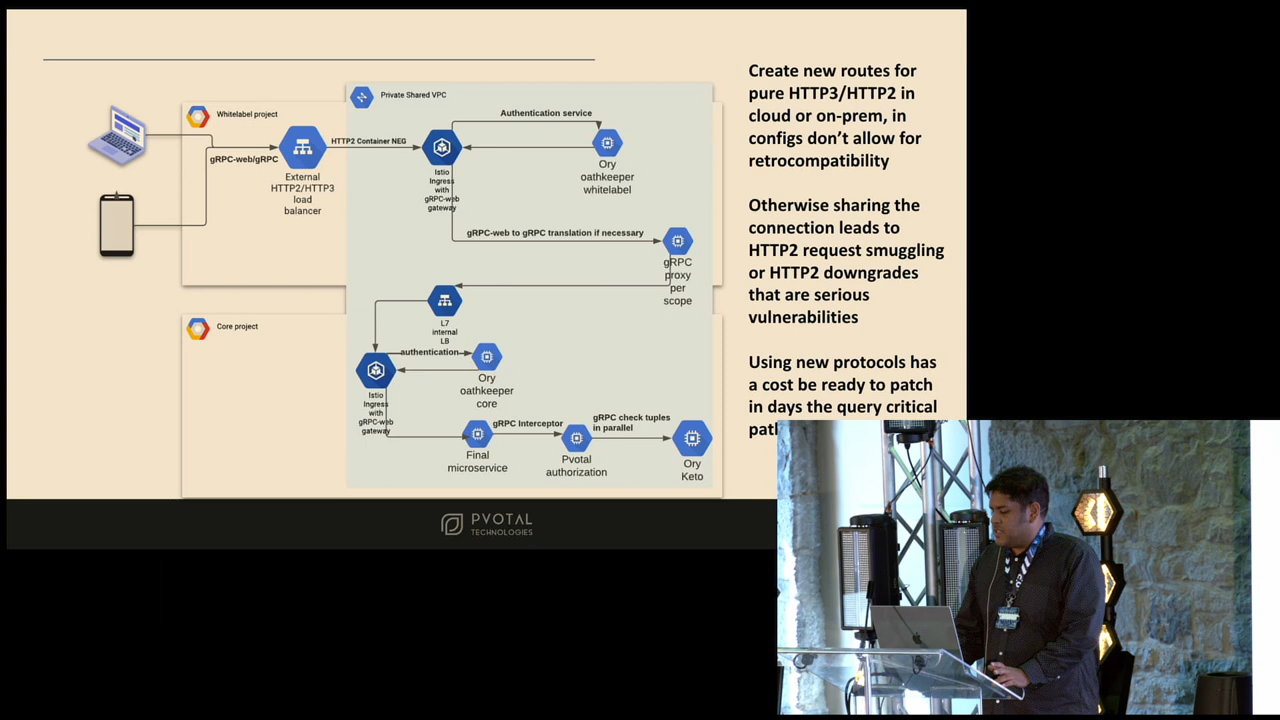 Private Shared VPC
Whitelabel project
Authentication service
HTTP2 Container NEG
gRPC-web/gRPC
External
HTTP2/HTTP3
load
balancer
Istio
Ingress
with
gRPC-web
gateway
Ory
oathkeeper
whitelabel
gRPC-web to gRPC translation if necessary
gRPC
proxy
per
scope
Core project
L7
internal
LB
authentication
Istio
Ingress
with
gRPC-web
gateway
Ory
oathkeeper
core
gRPC Interceptor
gRPC check tuples
in parallel
Final
microservice
Pvotal
authorization
Ory
Keto
Create new routes for
pure HTTP3/HTTP2 in
cloud or on-prem, in
configs don’t allow for
retrocompatibility
Otherwise sharing the
connection leads to
HTTP2 request smuggling
or HTTP2 downgrades
that are serious
vulnerabilities
Using new protocols has
a cost be ready to patch
in days the query critical
PVOTAL
TECHNOLOGIES